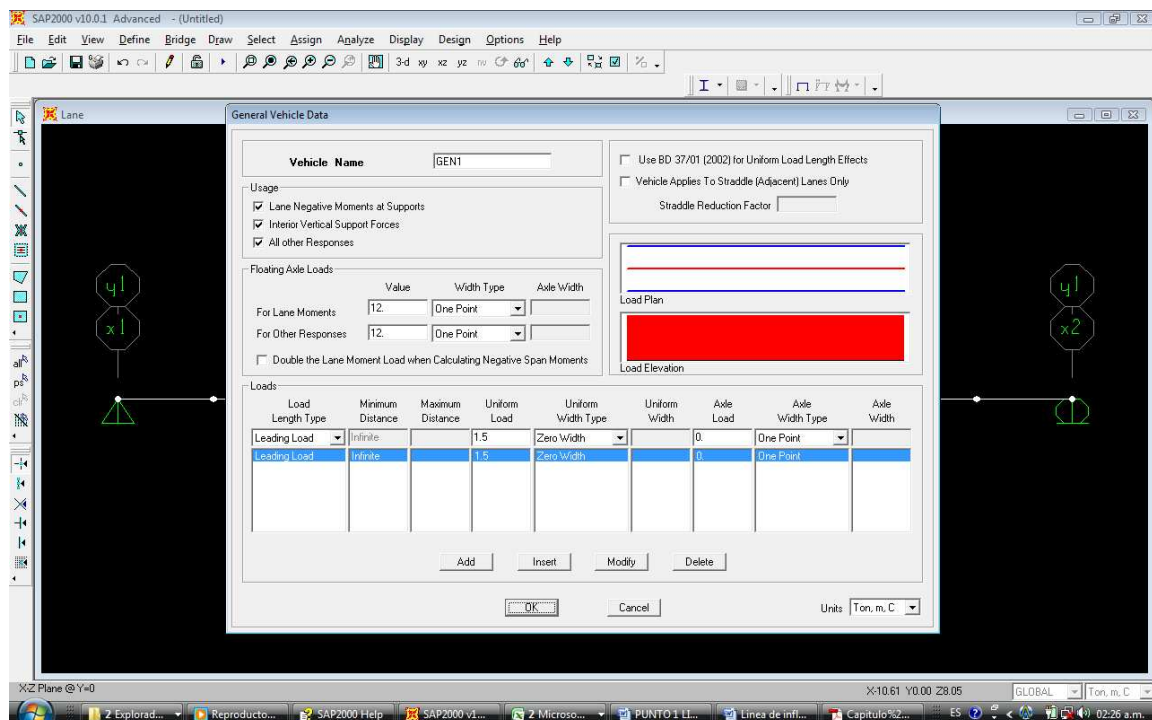 SAP2000 v10.0.1 Advanced - (Untitled)
File Edit View Define Bridge Draw Select Assign Analyze Display Design Options Help
3-d xy xz yz nv
Lane
General Vehicle Data
Vehicle Name GEN1
Use BD 37/01 (2002) for Uniform Load Length Effects
Vehicle Applies To Straddle (Adjacent) Lanes Only
Straddle Reduction Factor
Usage
Lane Negative Moments at Supports
Interior Vertical Support Forces
All other Responses
Floating Axle Loads
Value Width Type Axle Width
For Lane Moments 12. One Point
For Other Responses 12. One Point
Double the Lane Moment Load when Calculating Negative Span Moments
Load Plan
Load Elevation
Loads
Load Length Type Minimum Distance Maximum Distance Uniform Load Uniform Width Type Uniform Width Axle Load Axle Width Type Axle Width
Leading Load Infinite 1.5 Zero Width 0. One Point
Leading Load Infinite 1.5 Zero Width 0. One Point
Add Insert Modify Delete
OK Cancel Units Ton, m, C
y1
x1
y1
x2
all
ps
clr
X-Z Plane @ Y=0 X-10.61 Y0.00 Z8.05 GLOBAL Ton, m, C
2 Explorad... Reproducto... SAP2000 Help SAP2000 v1... 2 Microso... PUNTO 1 LI... Linea de infl... Capitulo%2... ES 02:26 a.m.